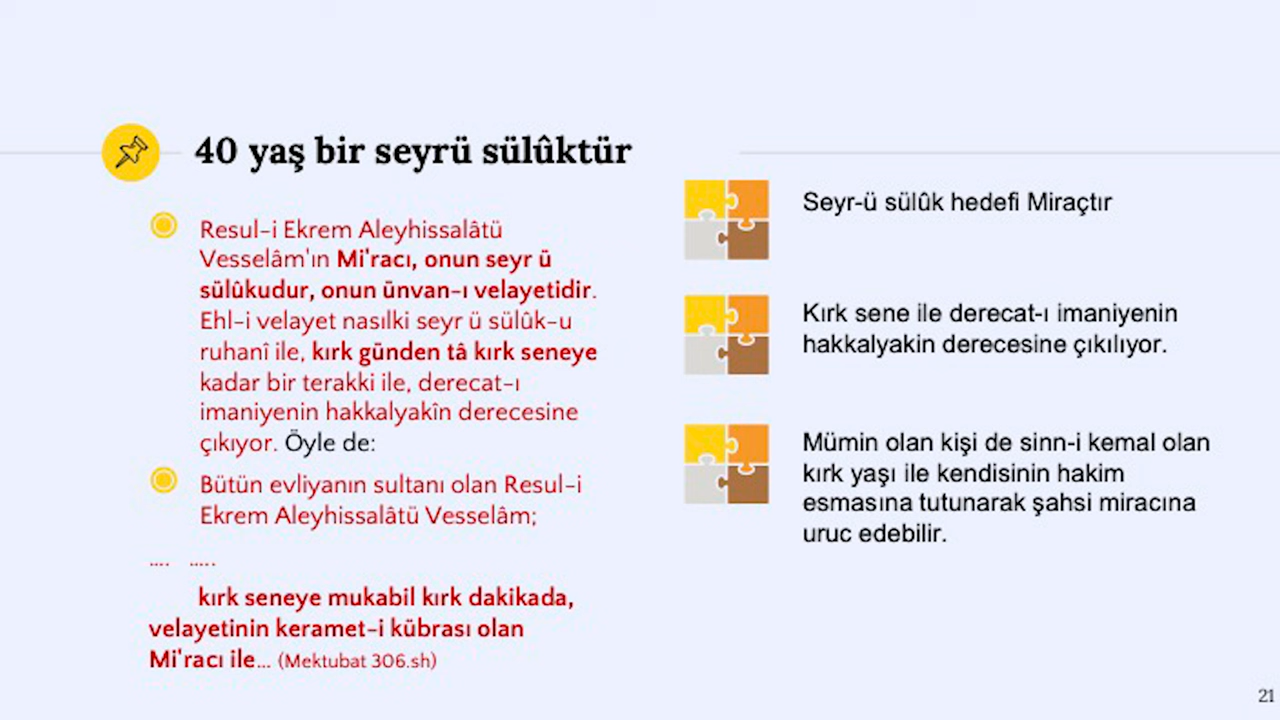 40 yaş bir seyrü sülûktür
Resul-i Ekrem Aleyhissalâtü
Vesselâm'ın Mi'racı, onun seyr ü
sülûkudur, onun ünvan-ı velayetidir.
Ehl-i velayet nasılki seyr ü sülûk-u
ruhanî ile, kırk günden tâ kırk seneye
kadar bir terakki ile, derecat-ı
imaniyenin hakkalyakîn derecesine
çıkıyor. Öyle de:
Bütün evliyanın sultanı olan Resul-i
Ekrem Aleyhissalâtü Vesselâm;
.... .....
kırk seneye mukabil kırk dakikada,
velayetinin keramet-i kübrası olan
Mi'racı ile... (Mektubat 306.sh)
Seyr-ü sülûk hedefi Miraçtır
Kırk sene ile derecat-ı imaniyenin
hakkalyakin derecesine çıkılıyor.
Mümin olan kişi de sinn-i kemal olan
kırk yaşı ile kendisinin hakim
esmasına tutunarak şahsi miracına
uruc edebilir.
21